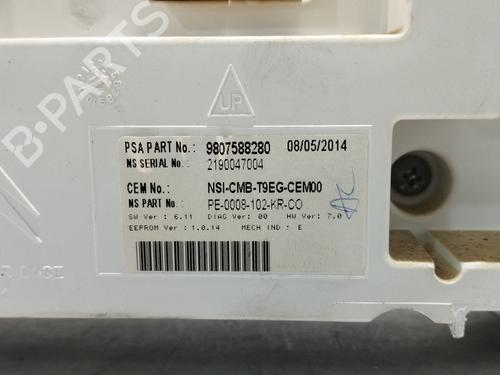 B-PARTS
UP
PSA PART No.: 9807588280 08/05/2014
NS SERIAL No.: 2190047004
CEM No.: NSI-CMB-T9EG-CEM00
NS PART No.: PE-0008-102-KR-CO
SW Ver : 6.11 DIAG Ver: 00 HW Ver: 7.0
EEPROM Ver : 1.0.14 MECH IND : E
CASE